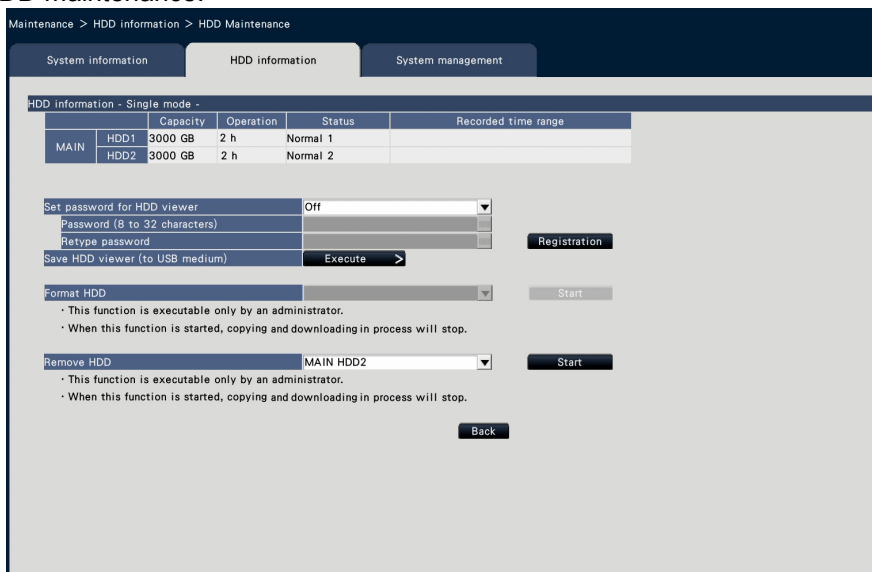 DD maintenance.
Maintenance > HDD information > HDD Maintenance
System information HDD information System management
HDD information - Single mode -
Capacity Operation Status Recorded time range
MAIN HDD1 3000 GB 2 h Normal 1
HDD2 3000 GB 2 h Normal 2
Set password for HDD viewer Off
Password (8 to 32 characters)
Retype password Registration
Save HDD viewer (to USB medium) Execute >
Format HDD Start
・This function is executable only by an administrator.
・When this function is started, copying and downloading in process will stop.
Remove HDD MAIN HDD2 Start
・This function is executable only by an administrator.
・When this function is started, copying and downloading in process will stop.
Back